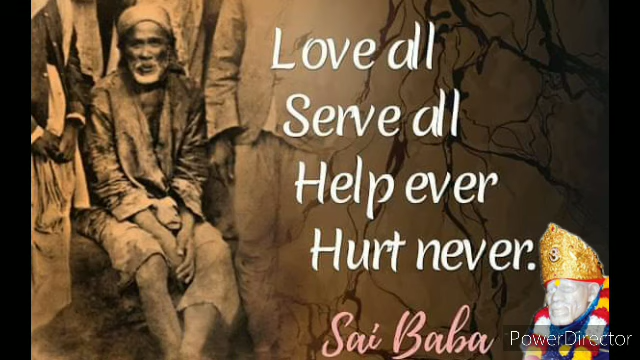 Love all
Serve all
Help ever
Hurt never.
Sai Baba
PowerDirector